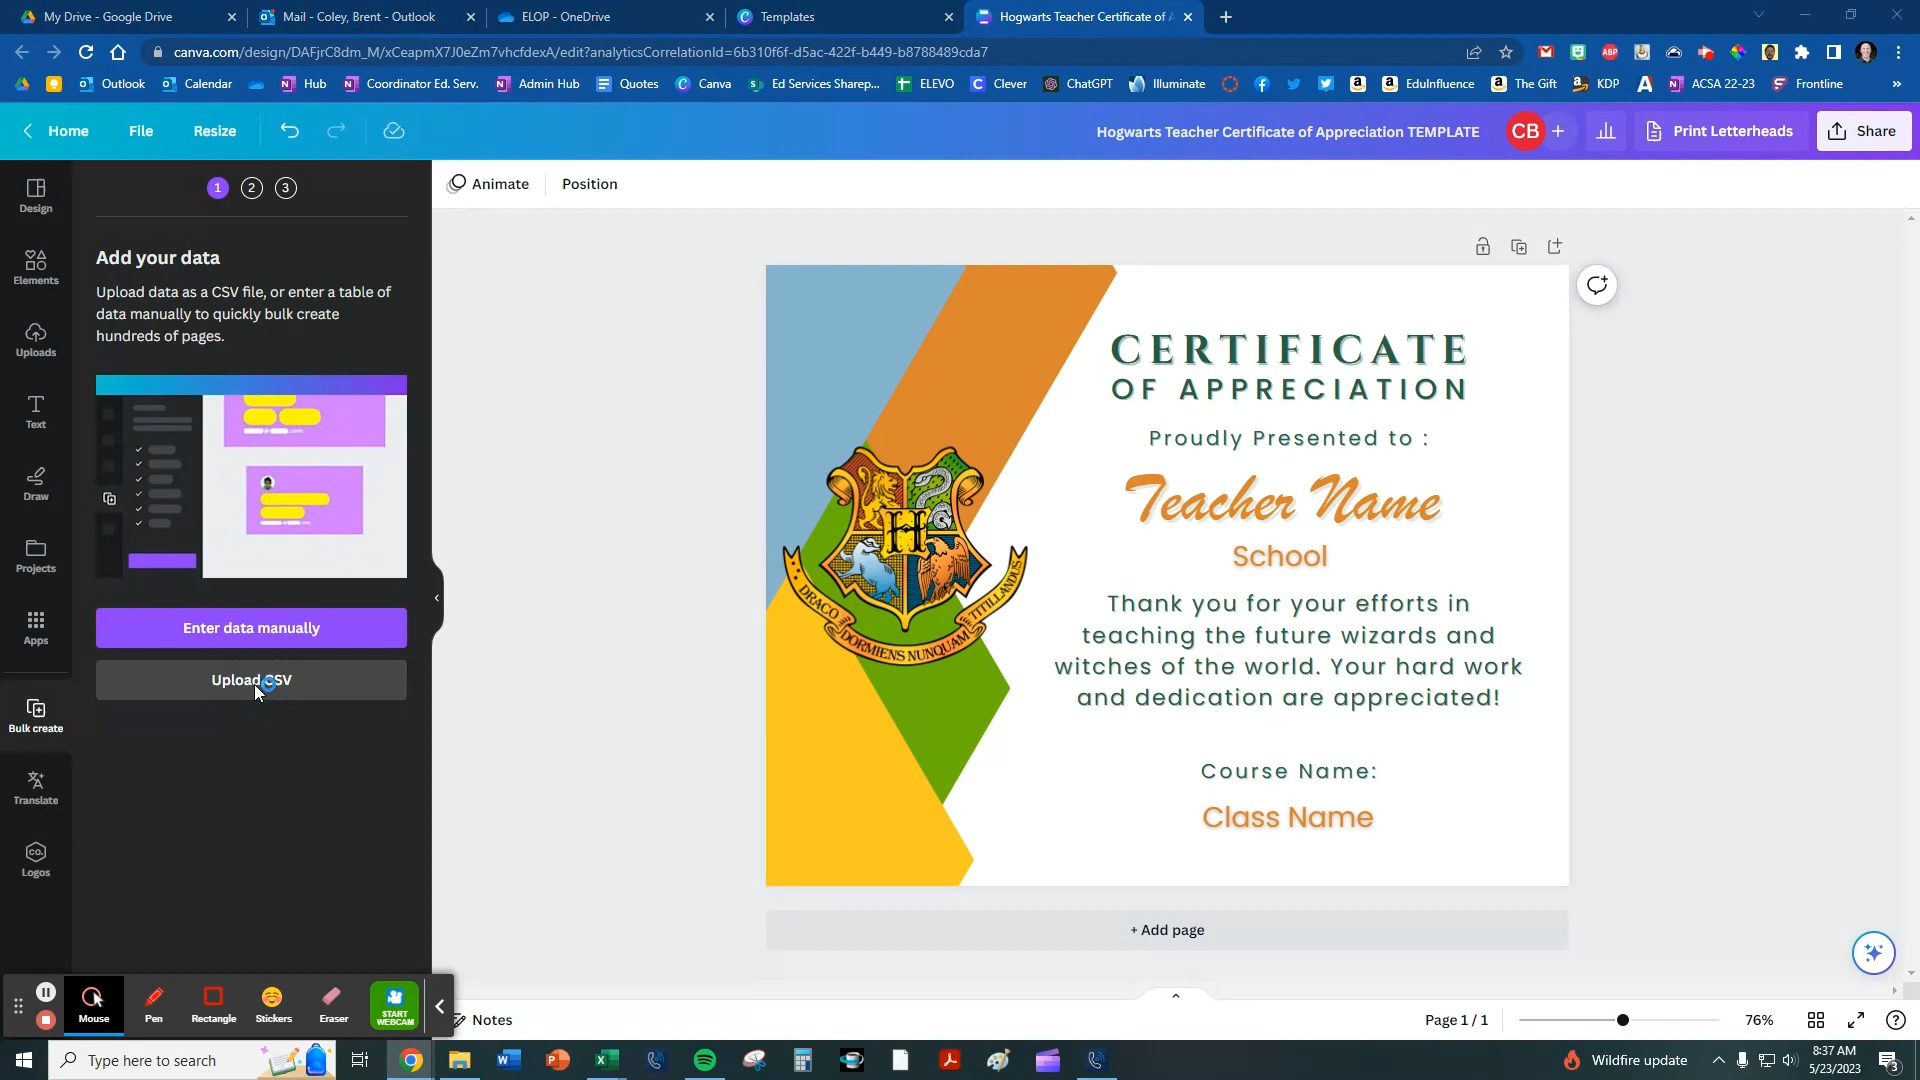 My Drive - Google Drive
Mail - Coley, Brent - Outlook
ELOP - OneDrive
Templates
Hogwarts Teacher Certificate of A
canva.com/design/DAFjrC8dm_M/xCeapmX7J0eZm7vhcfdexA/edit?analyticsCorrelationId=6b310f6f-d5ac-422f-b449-b8788489cda7
Outlook
Calendar
Hub
Coordinator Ed. Serv.
Admin Hub
Quotes
Canva
Ed Services Sharep...
ELEVO
Clever
ChatGPT
Illuminate
EduInfluence
The Gift
KDP
ACSA 22-23
Frontline
»
Home
File
Resize
Hogwarts Teacher Certificate of Appreciation TEMPLATE
CB
+
Print Letterheads
Share
Design
Elements
Uploads
Text
Draw
Projects
Apps
Bulk create
Translate
CO.
Logos
1
2
3
Add your data
Upload data as a CSV file, or enter a table of
data manually to quickly bulk create
hundreds of pages.
Enter data manually
Upload CSV
Animate
Position
CERTIFICATE
OF APPRECIATION
Proudly Presented to :
Teacher Name
School
Thank you for your efforts in
teaching the future wizards and
witches of the world. Your hard work
and dedication are appreciated!
Course Name:
Class Name
H
DRACO DORMIENS NUNQUAM TITILLANDUS
+ Add page
Mouse
Pen
Rectangle
Stickers
Eraser
START
WEBCAM
Notes
Page 1 / 1
76%
Type here to search
Wildfire update
8:37 AM
5/23/2023
3